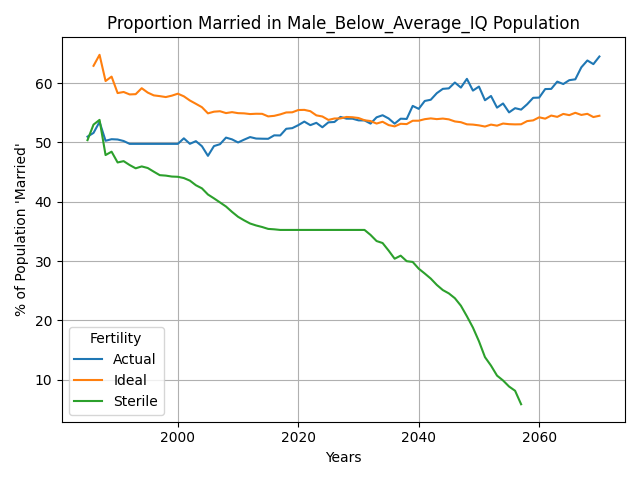 Proportion Married in Male_Below_Average_IQ Population
% of Population 'Married'
60
50
40
30
20
10
Fertility
Actual
Ideal
Sterile
2000 2020 2040 2060
Years